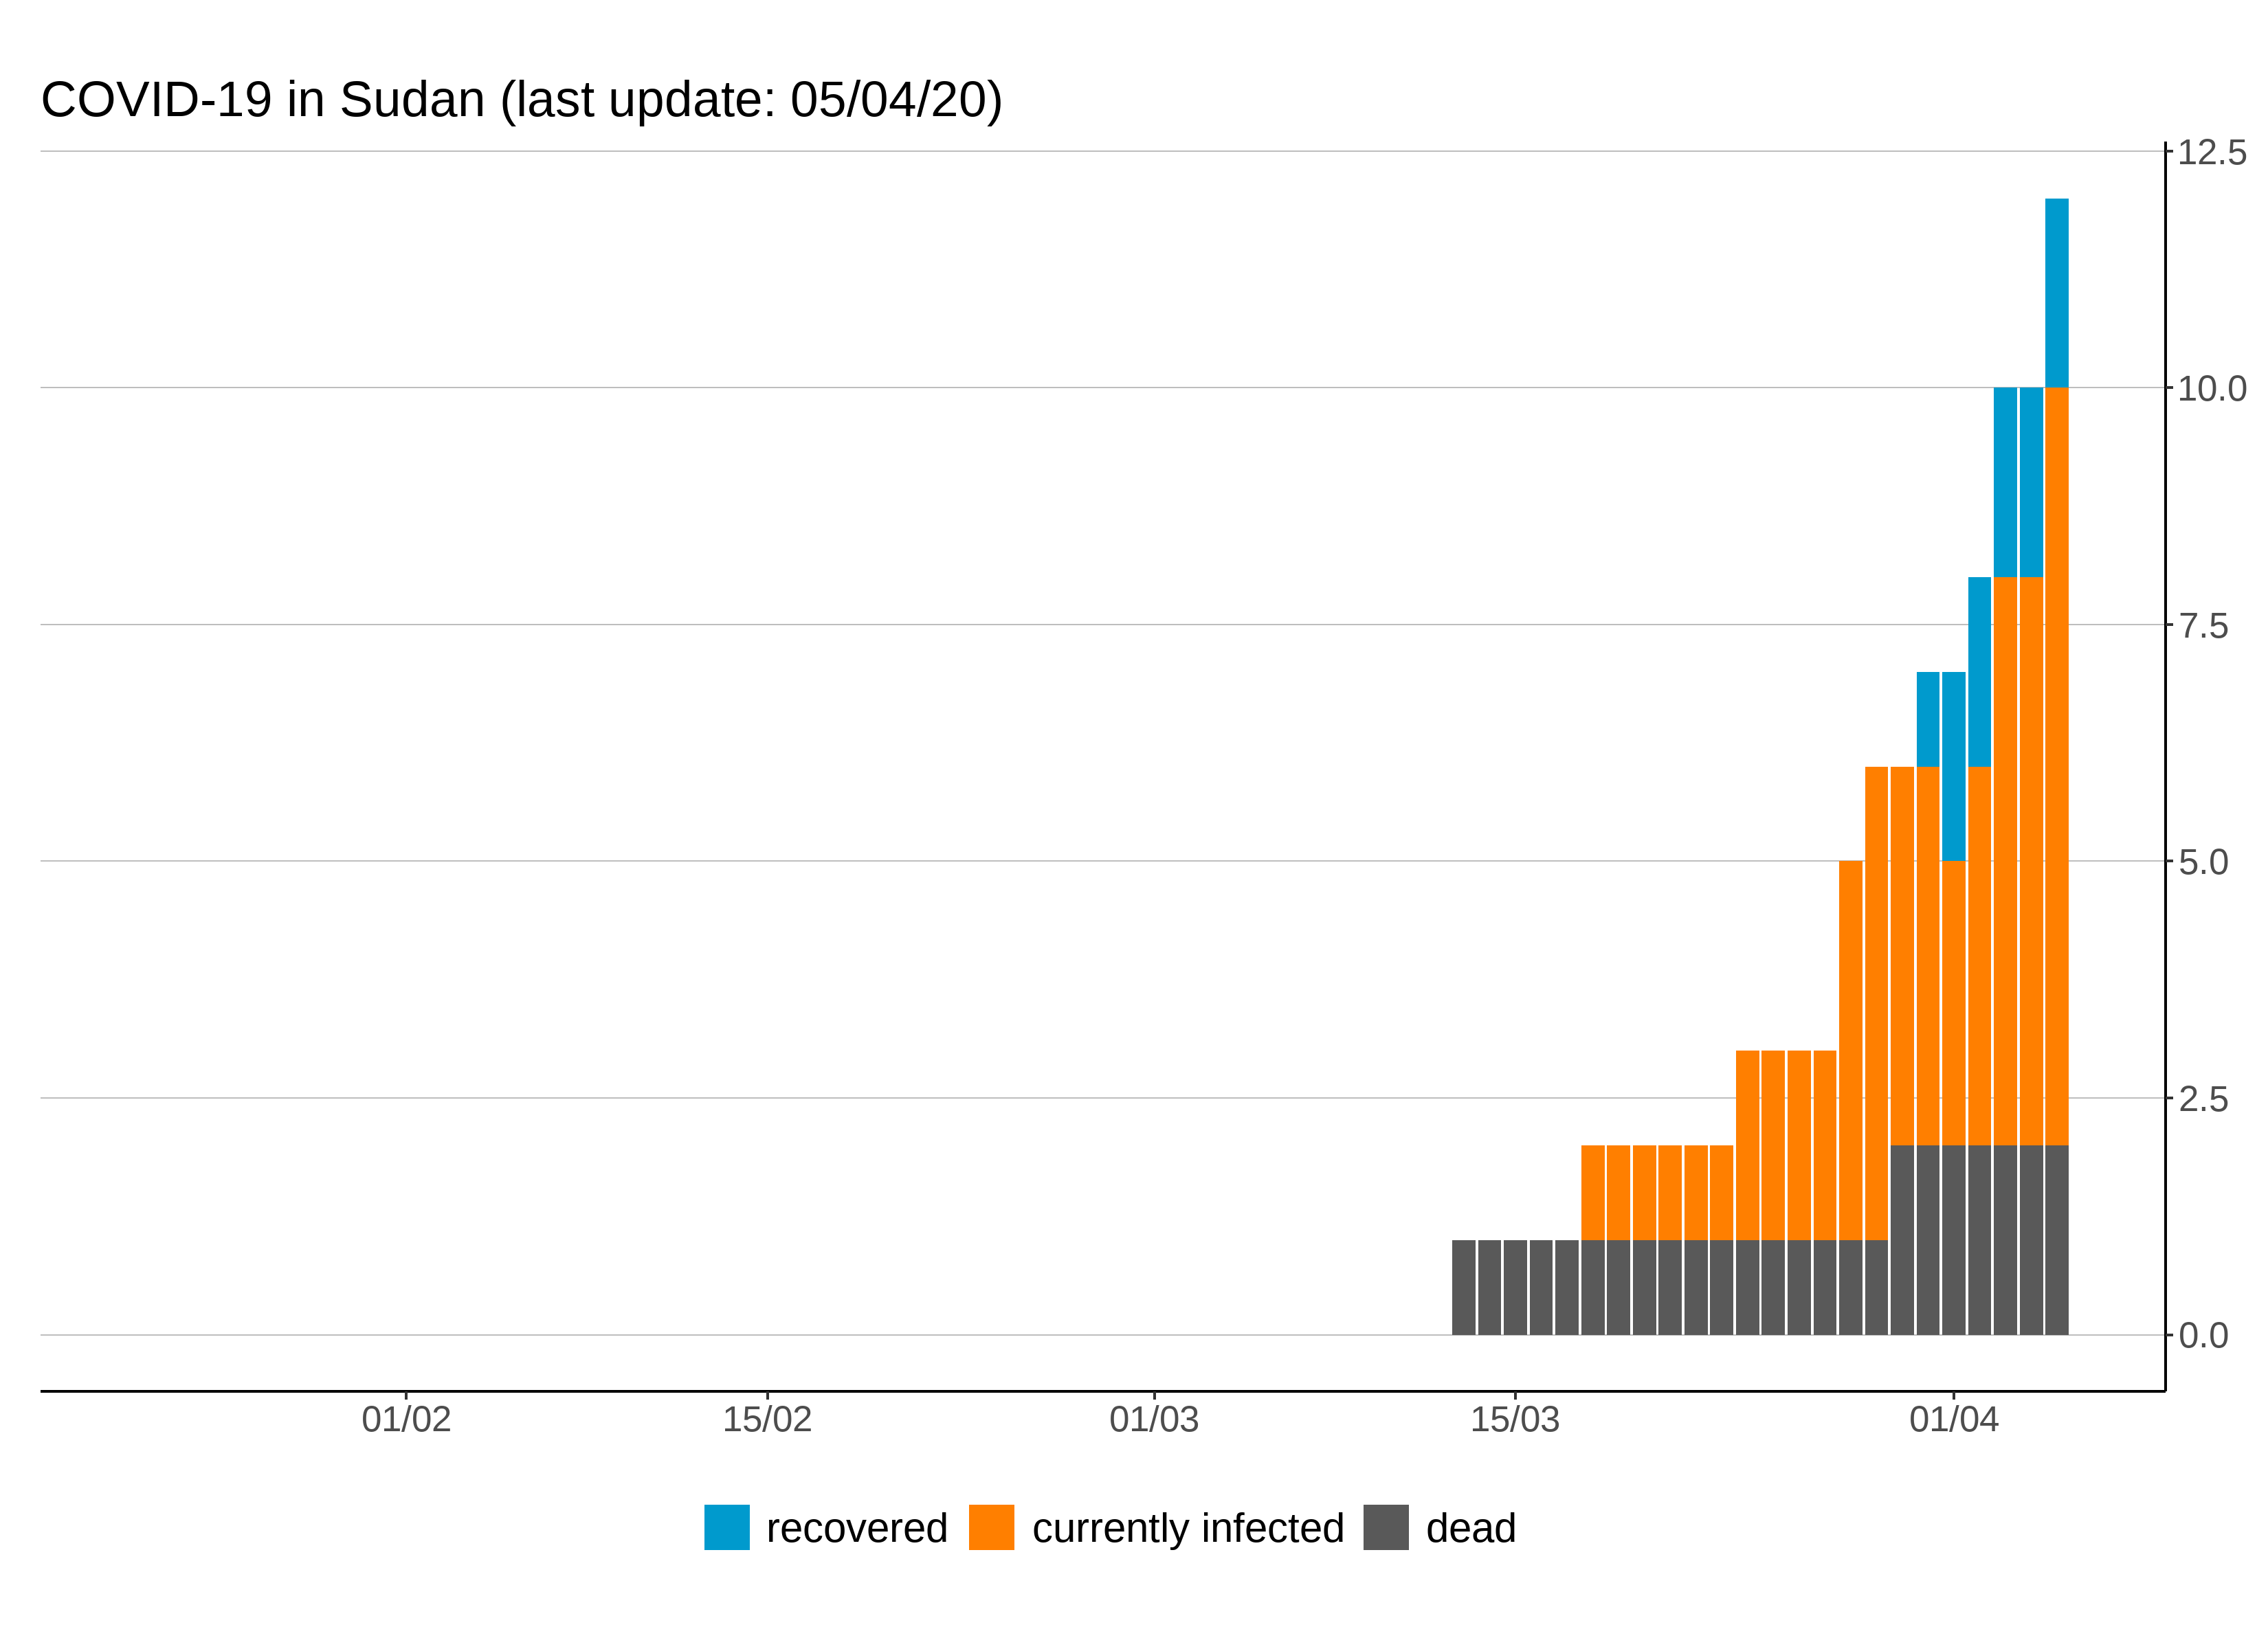 COVID-19 in Sudan (last update: 05/04/20)
12.5
10.0
7.5
5.0
2.5
0.0
01/02 15/02 01/03 15/03 01/04
recovered currently infected dead